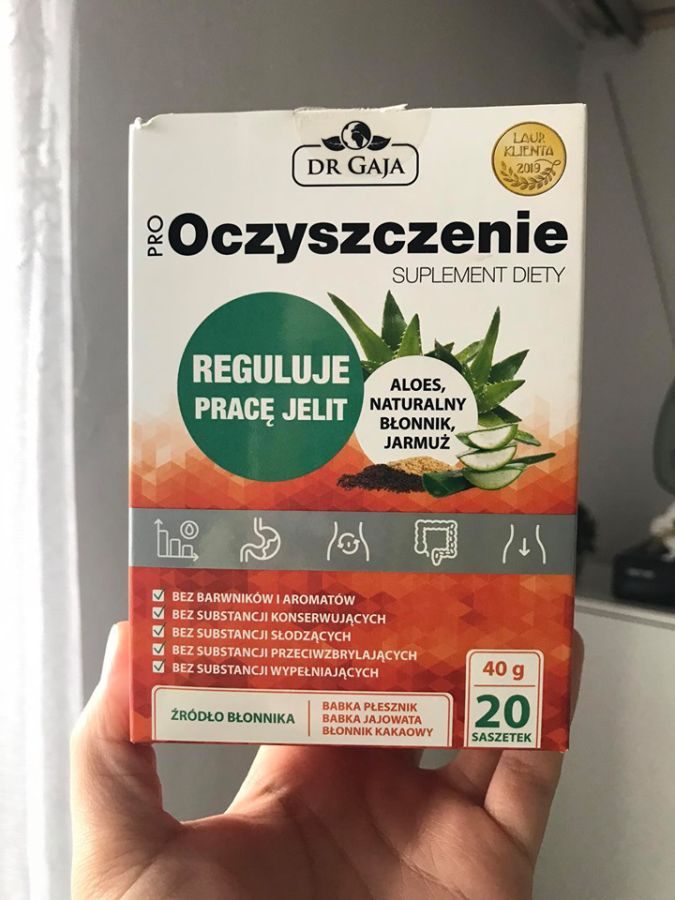 DR GAJA
LAUR
KLIENTA
2019
PRO Oczyszczenie
SUPLEMENT DIETY
REGULUJE
PRACĘ JELIT
ALOES,
NATURALNY
BŁONNIK,
JARMUŻ
BEZ BARWNIKÓW I AROMATÓW
BEZ SUBSTANCJI KONSERWUJĄCYCH
BEZ SUBSTANCJI SŁODZĄCYCH
BEZ SUBSTANCJI PRZECIWZBRYLAJĄCYCH
BEZ SUBSTANCJI WYPEŁNIAJĄCYCH
ŹRÓDŁO BŁONNIKA
BABKA PŁESZNIK
BABKA JAJOWATA
BŁONNIK KAKAOWY
40 g
20
SASZETEK